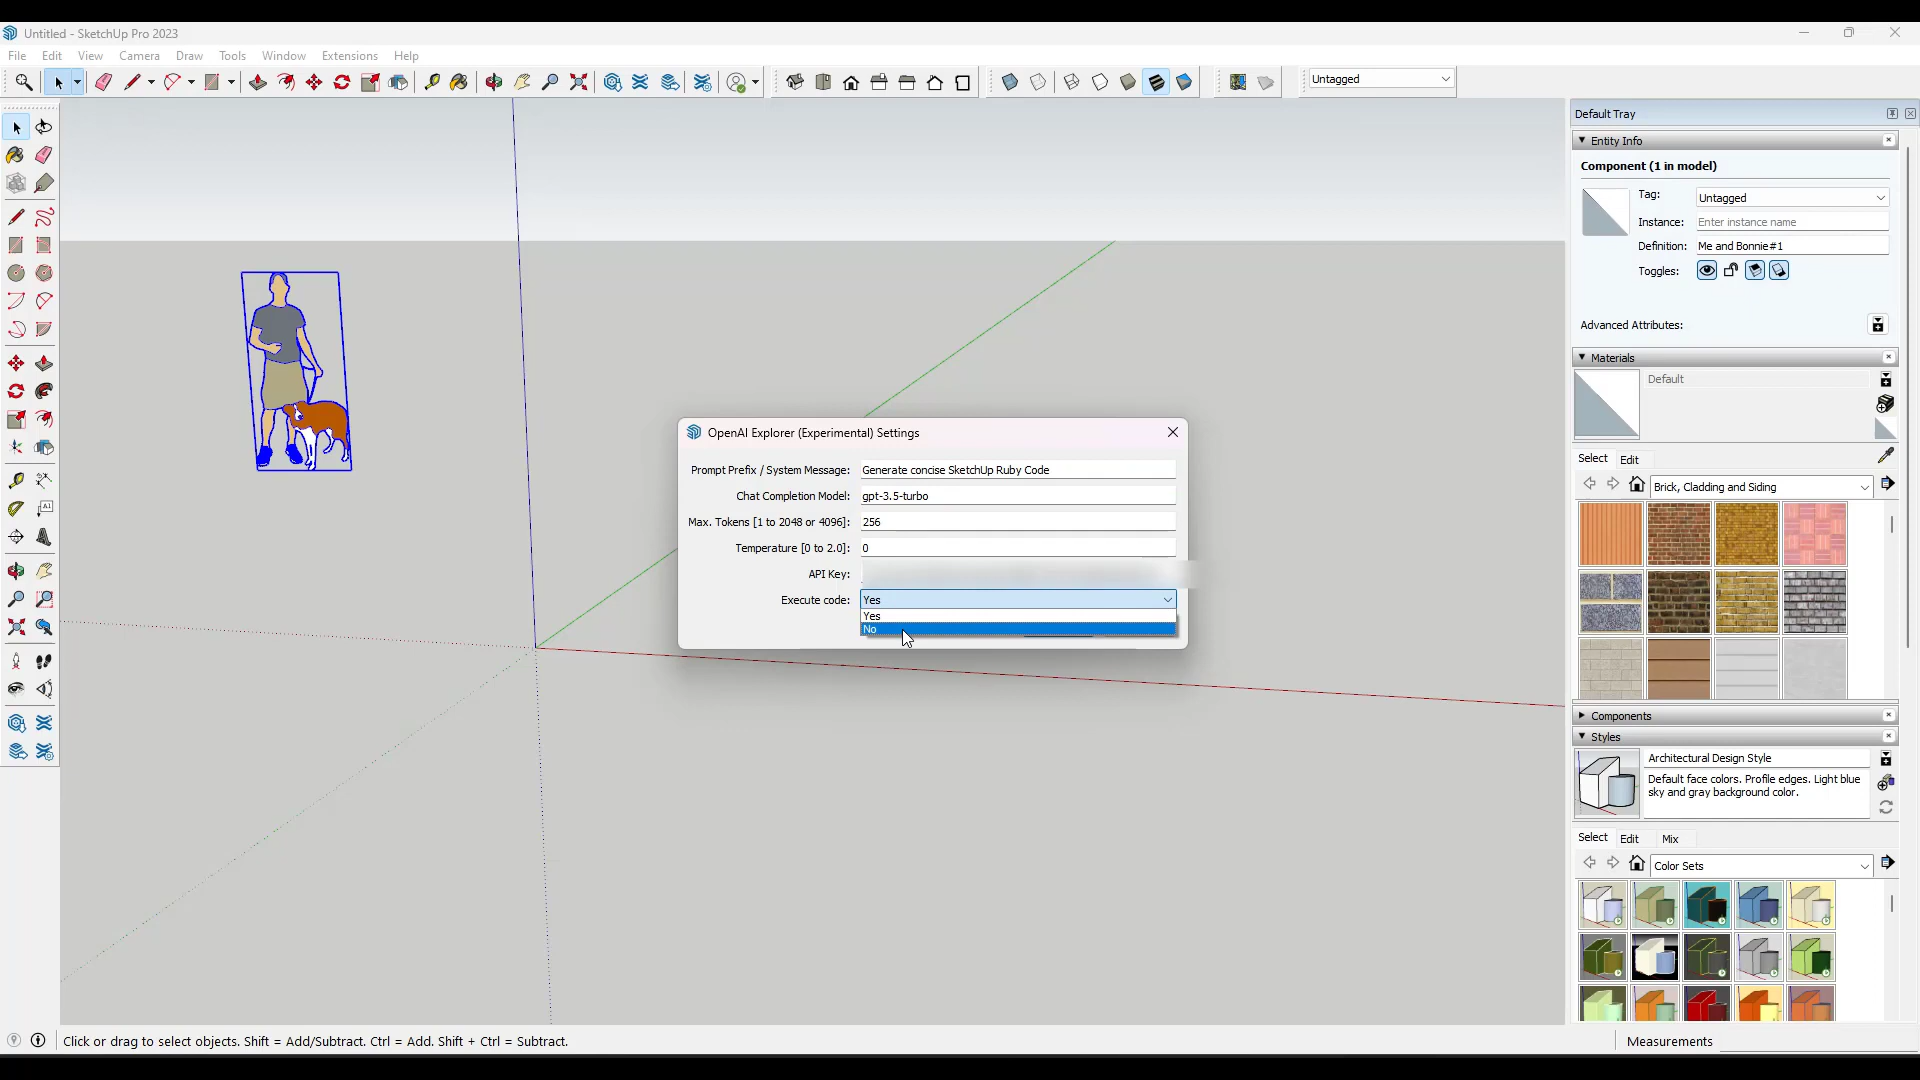 Untitled - SketchUp Pro 2023
File Edit View Camera Draw Tools Window Extensions Help
Untagged
Default Tray
Entity Info
Component (1 in model)
Tag: Untagged
Instance: Enter instance name
Definition: Me and Bonnie#1
Toggles:
Advanced Attributes:
Materials
Default
Select Edit
Brick, Cladding and Siding
Components
Styles
Architectural Design Style
Default face colors. Profile edges. Light blue
sky and gray background color.
Select Edit Mix
Color Sets
OpenAI Explorer (Experimental) Settings
Prompt Prefix / System Message: Generate concise SketchUp Ruby Code
Chat Completion Model: gpt-3.5-turbo
Max. Tokens [1 to 2048 or 4096]: 256
Temperature [0 to 2.0]: 0
API Key:
Execute code: Yes
Yes
No
Click or drag to select objects. Shift = Add/Subtract. Ctrl = Add. Shift + Ctrl = Subtract.
Measurements